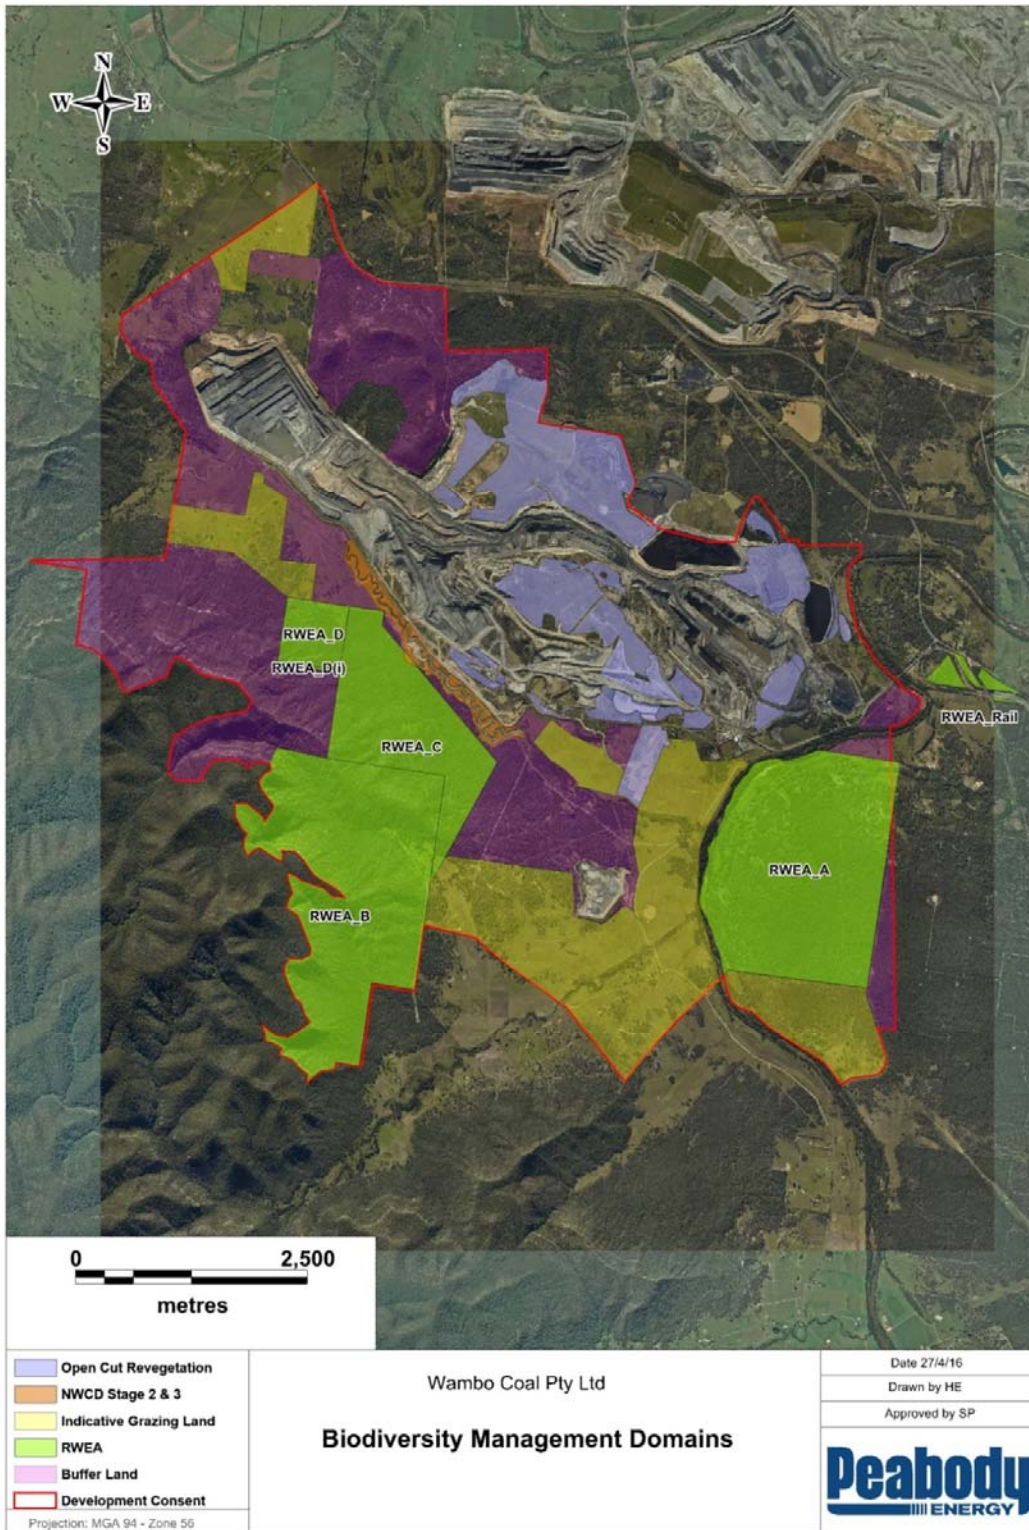 N
W E
S
RWEA_D
RWEA_D(i)
RWEA_Rail
RWEA_C
RWEA_A
RWEA_B
0 2,500
metres
Open Cut Revegetation
NWCD Stage 2 & 3
Indicative Grazing Land
RWEA
Buffer Land
Development Consent
Projection: MGA 94 - Zone 56
Wambo Coal Pty Ltd
Biodiversity Management Domains
Date 27/4/16
Drawn by HE
Approved by SP
Peabody
ENERGY